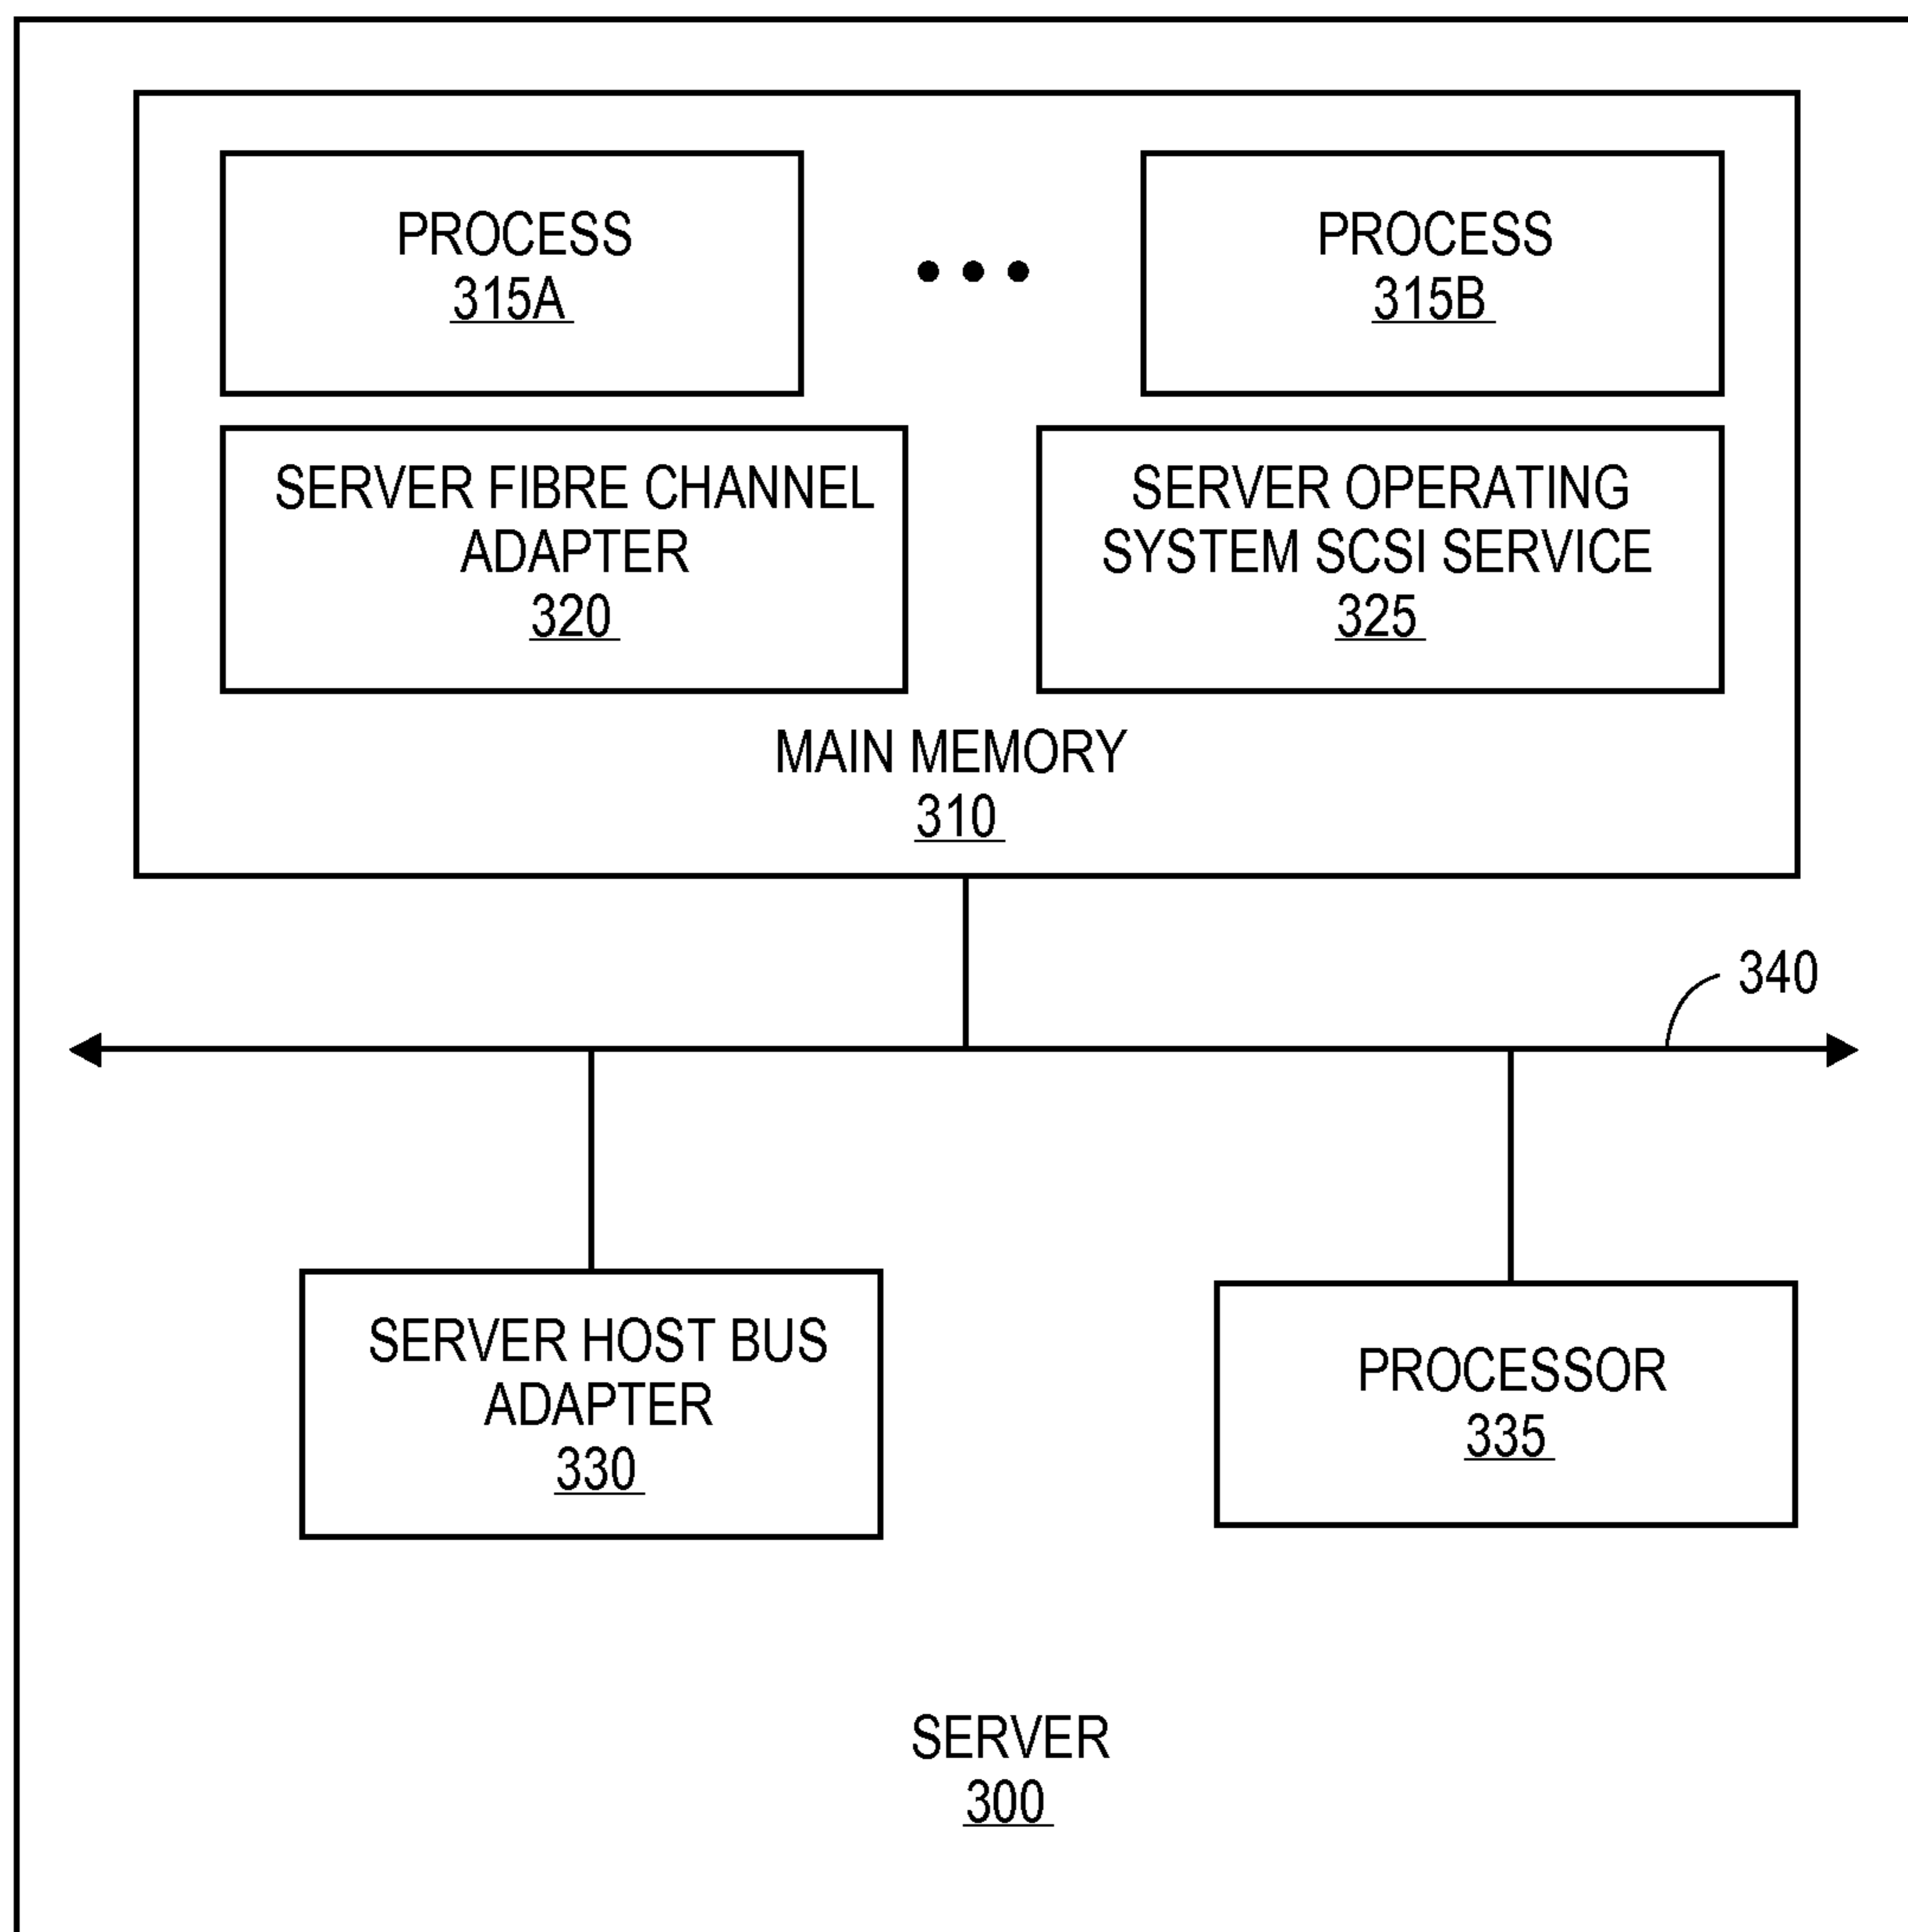 PROCESS
315A
PROCESS
315B
SERVER FIBRE CHANNEL
ADAPTER
320
SERVER OPERATING
SYSTEM SCSI SERVICE
325
MAIN MEMORY
310
340
SERVER HOST BUS
ADAPTER
330
PROCESSOR
335
SERVER
300